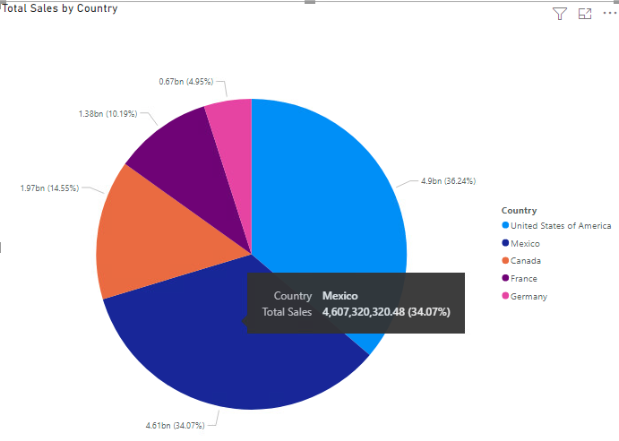 Total Sales by Country
0.67bn (4.95%)
1.38bn (10.19%)
1.97bn (14.55%)
4.9bn (36.24%)
Country
United States of America
Mexico
Canada
France
Germany
Country Mexico
Total Sales 4,607,320,320.48 (34.07%)
4.61bn (34.07%)